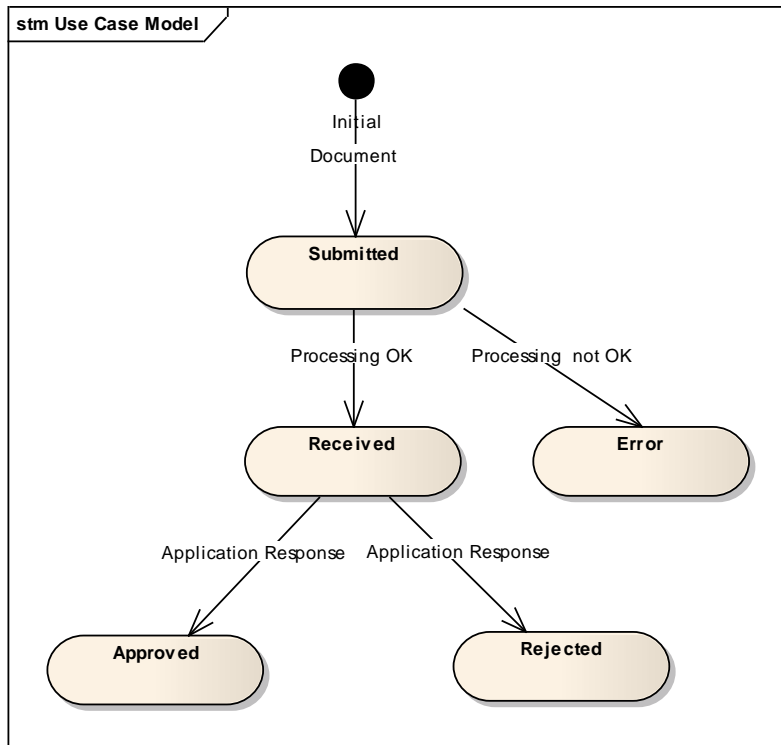 stm Use Case Model
Initial
Document
Submitted
Processing OK
Processing not OK
Received
Error
Application Response
Application Response
Approved
Rejected